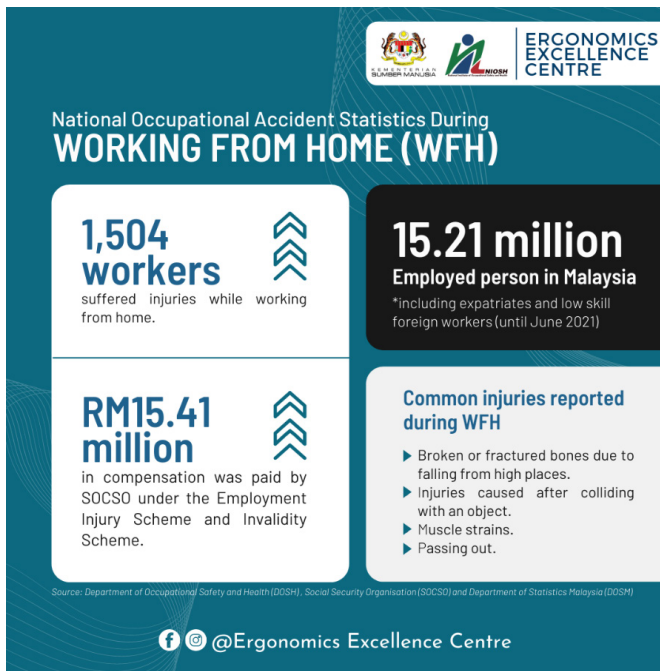 KEMENTERIAN
SUMBER MANUSIA
NIOSH
ERGONOMICS
EXCELLENCE
CENTRE
National Occupational Accident Statistics During
WORKING FROM HOME (WFH)
1,504
workers
suffered injuries while working
from home.
15.21 million
Employed person in Malaysia
*including expatriates and low skill
foreign workers (until June 2021)
RM15.41
million
in compensation was paid by
SOCSO under the Employment
Injury Scheme and Invalidity
Scheme.
Common injuries reported
during WFH
Broken or fractured bones due to
falling from high places.
Injuries caused after colliding
with an object.
Muscle strains.
Passing out.
Source: Department of Occupational Safety and Health (DOSH) , Social Security Organisation (SOCSO) and Department of Statistics Malaysia (DOSM)
@Ergonomics Excellence Centre